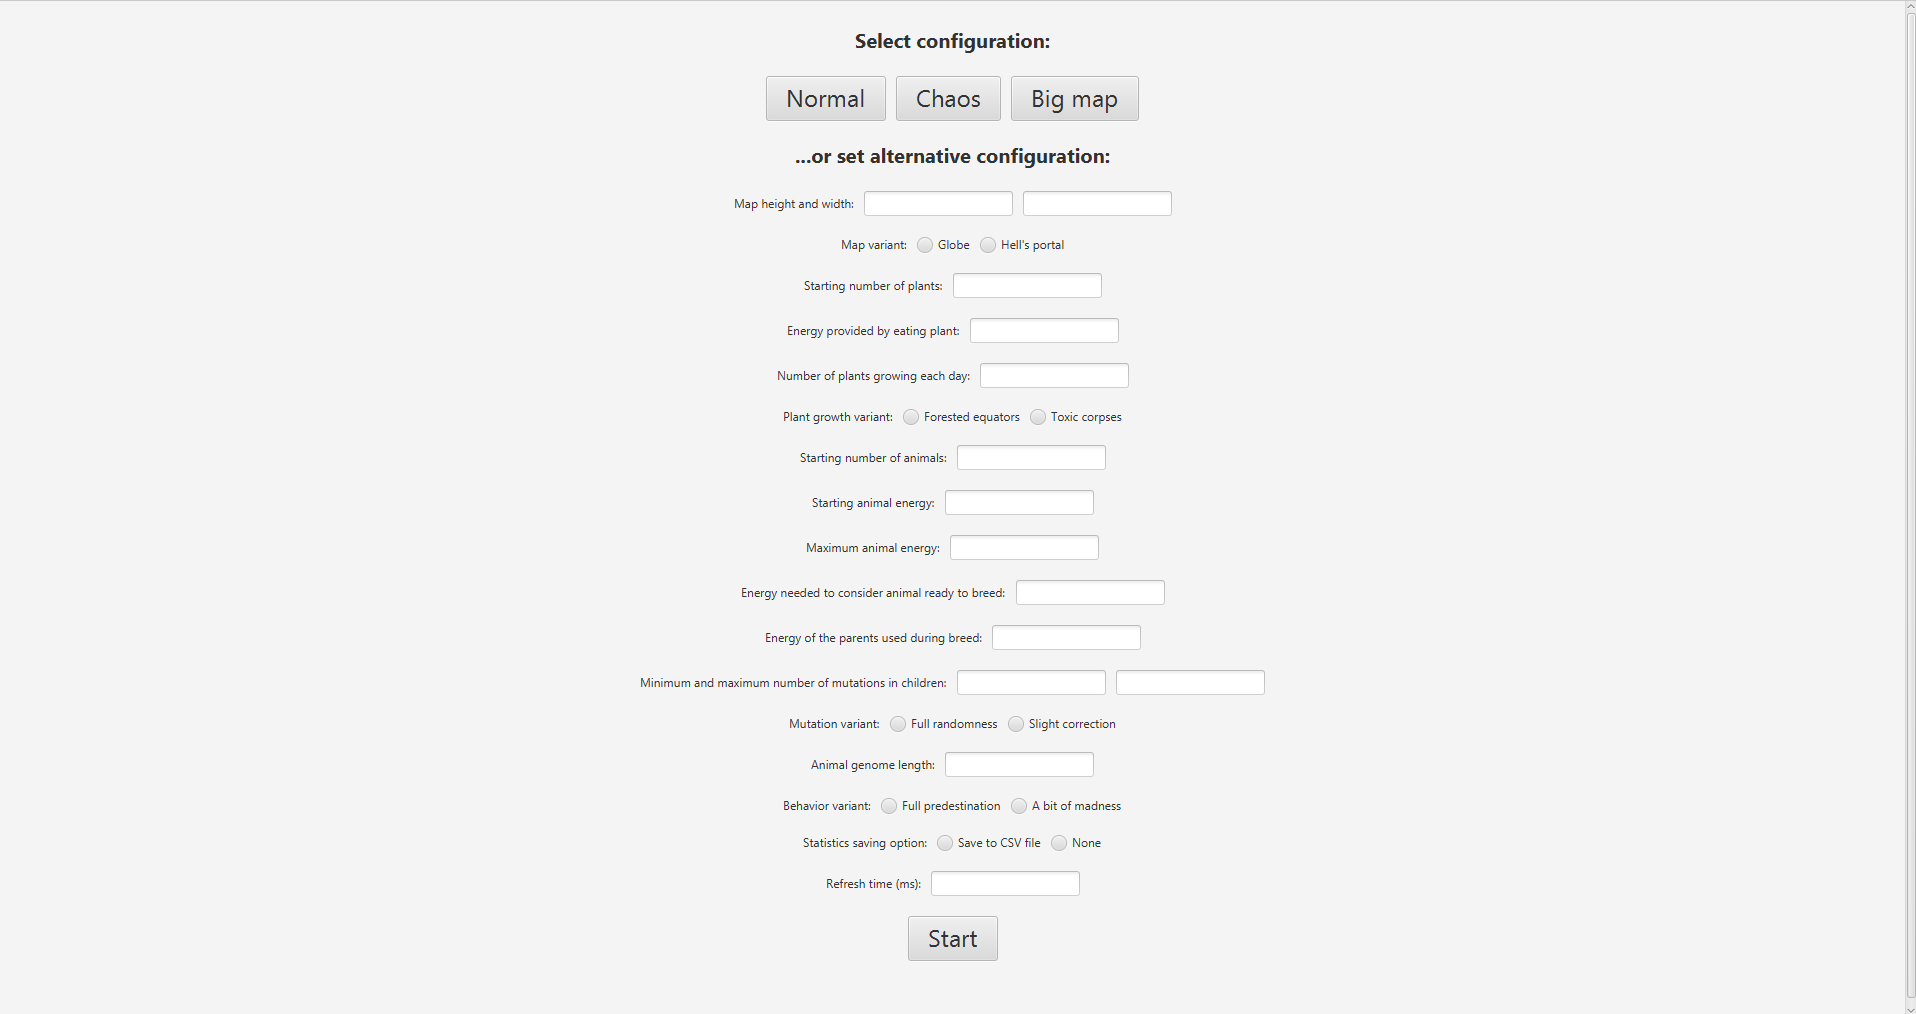 Select configuration:
Normal Chaos Big map
...or set alternative configuration:
Map height and width:
Map variant: Globe Hell's portal
Starting number of plants:
Energy provided by eating plant:
Number of plants growing each day:
Plant growth variant: Forested equators Toxic corpses
Starting number of animals:
Starting animal energy:
Maximum animal energy:
Energy needed to consider animal ready to breed:
Energy of the parents used during breed:
Minimum and maximum number of mutations in children:
Mutation variant: Full randomness Slight correction
Animal genome length:
Behavior variant: Full predestination A bit of madness
Statistics saving option: Save to CSV file None
Refresh time (ms):
Start